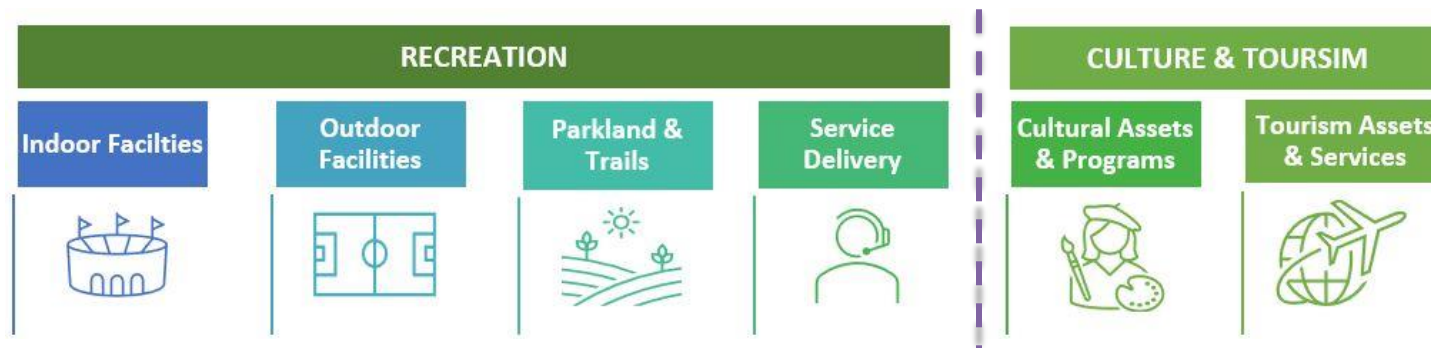 RECREATION
CULTURE & TOURSIM
Indoor Facilties
Outdoor
Facilities
Parkland &
Trails
Service
Delivery
Cultural Assets
& Programs
Tourism Assets
& Services